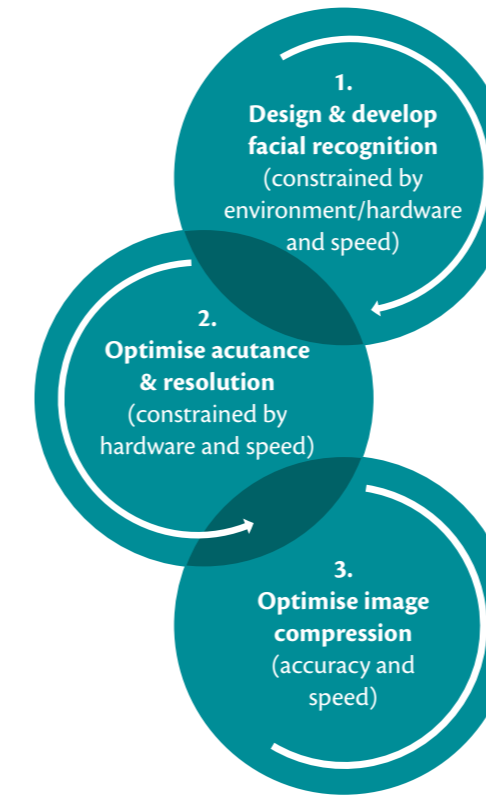 1.
Design & develop
facial recognition
(constrained by
environment/hardware
and speed)
2.
Optimise acutance
& resolution
(constrained by
hardware and speed)
3.
Optimise image
compression
(accuracy and
speed)